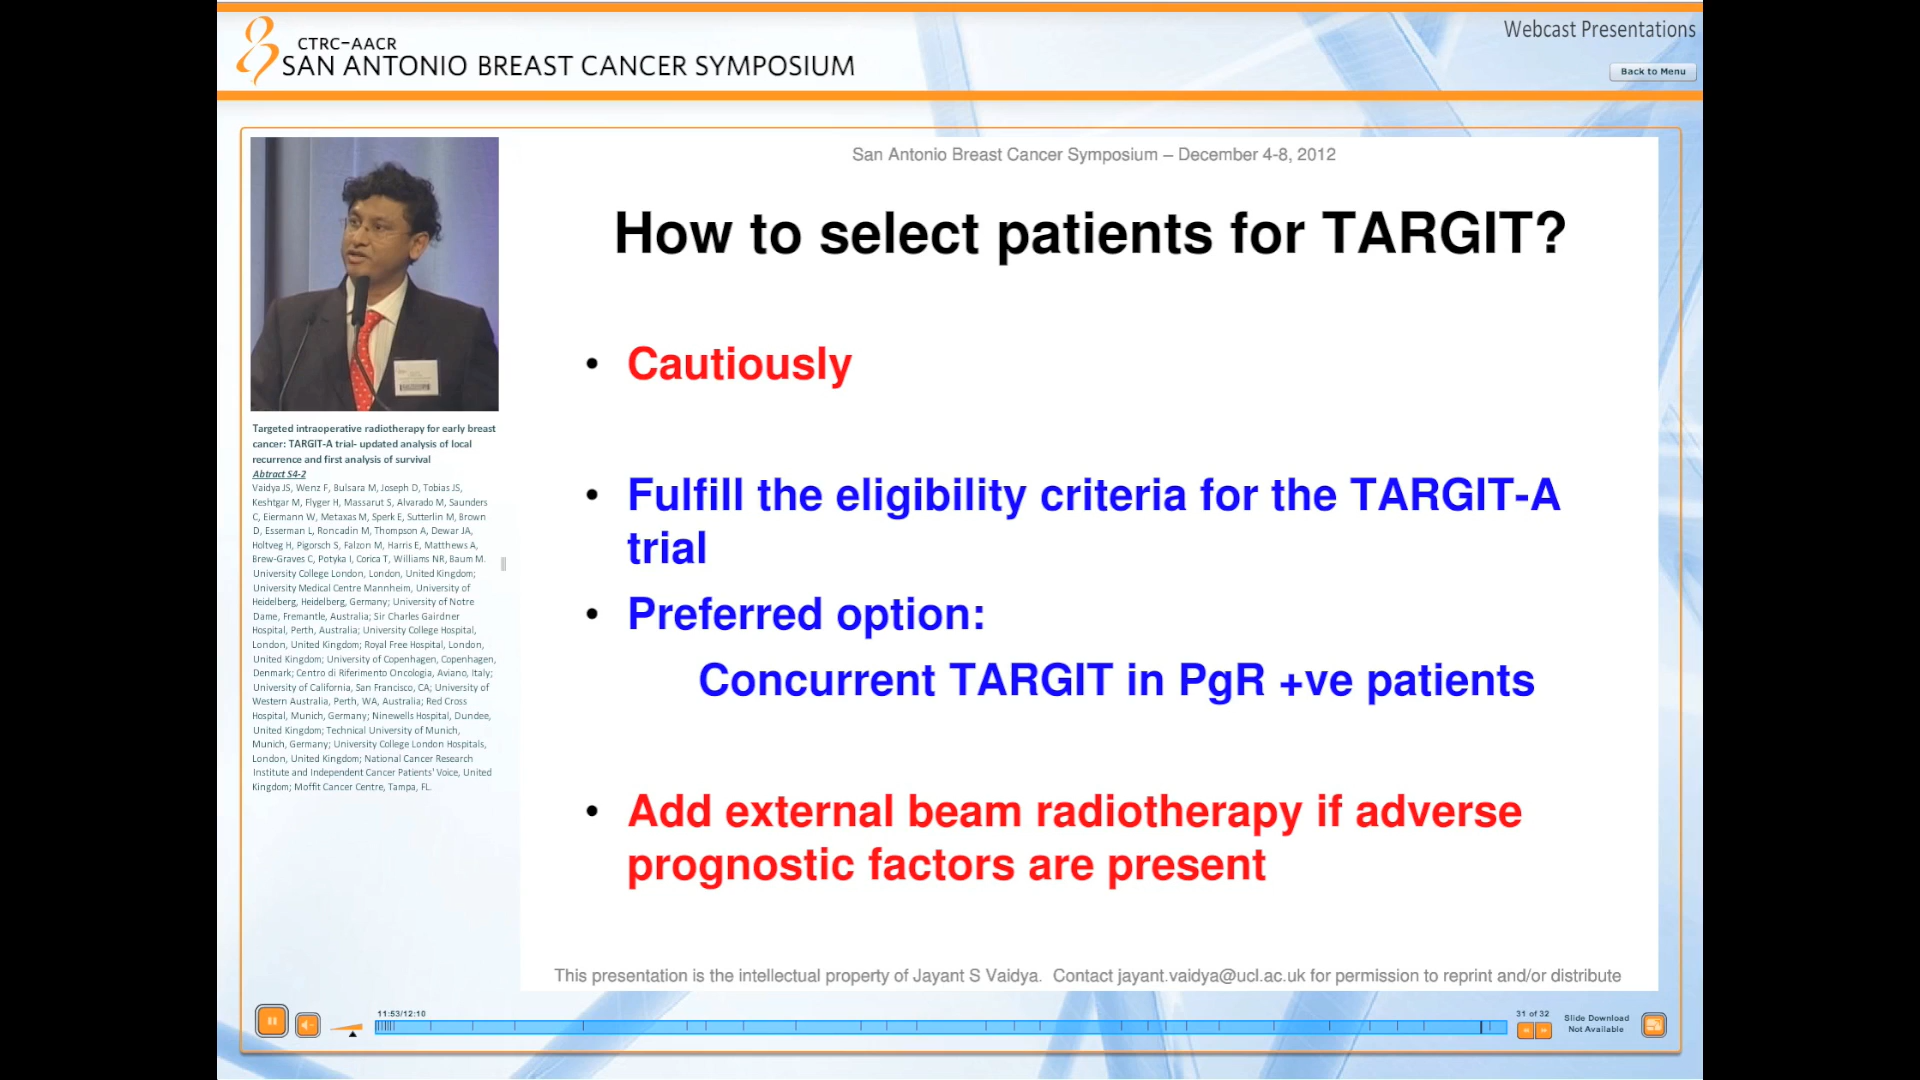 Webcast Presentations
CTRC–AACR
SAN ANTONIO BREAST CANCER SYMPOSIUM
Back to Menu
San Antonio Breast Cancer Symposium – December 4-8, 2012
How to select patients for TARGIT?
• Cautiously
• Fulfill the eligibility criteria for the TARGIT-A
trial
• Preferred option:
Concurrent TARGIT in PgR +ve patients
• Add external beam radiotherapy if adverse
prognostic factors are present
This presentation is the intellectual property of Jayant S Vaidya. Contact jayant.vaidya@ucl.ac.uk for permission to reprint and/or distribute
Targeted intraoperative radiotherapy for early breast
cancer: TARGIT-A trial- updated analysis of local
recurrence and first analysis of survival
Abtract S4-2
Vaidya JS, Wenz F, Bulsara M, Joseph D, Tobias JS,
Keshtgar M, Flyger H, Massarut S, Alvarado M, Saunders
C, Eiermann W, Metaxas M, Sperk E, Sutterlin M, Brown
D, Esserman L, Roncadin M, Thompson A, Dewar JA,
Holtveg H, Pigorsch S, Falzon M, Harris E, Matthews A,
Brew-Graves C, Potyka I, Corica T, Williams NR, Baum M.
University College London, London, United Kingdom;
University Medical Centre Mannheim, University of
Heidelberg, Heidelberg, Germany; University of Notre
Dame, Fremantle, Australia; Sir Charles Gairdner
Hospital, Perth, Australia; University College Hospital,
London, United Kingdom; Royal Free Hospital, London,
United Kingdom; University of Copenhagen, Copenhagen,
Denmark; Centro di Riferimento Oncologia, Aviano, Italy;
University of California, San Francisco, CA; University of
Western Australia, Perth, WA, Australia; Red Cross
Hospital, Munich, Germany; Ninewells Hospital, Dundee,
United Kingdom; Technical University of Munich,
Munich, Germany; University College London Hospitals,
London, United Kingdom; National Cancer Research
Institute and Independent Cancer Patients' Voice, United
Kingdom; Moffit Cancer Centre, Tampa, FL.
11:53/12:10
31 of 32
Slide Download
Not Available